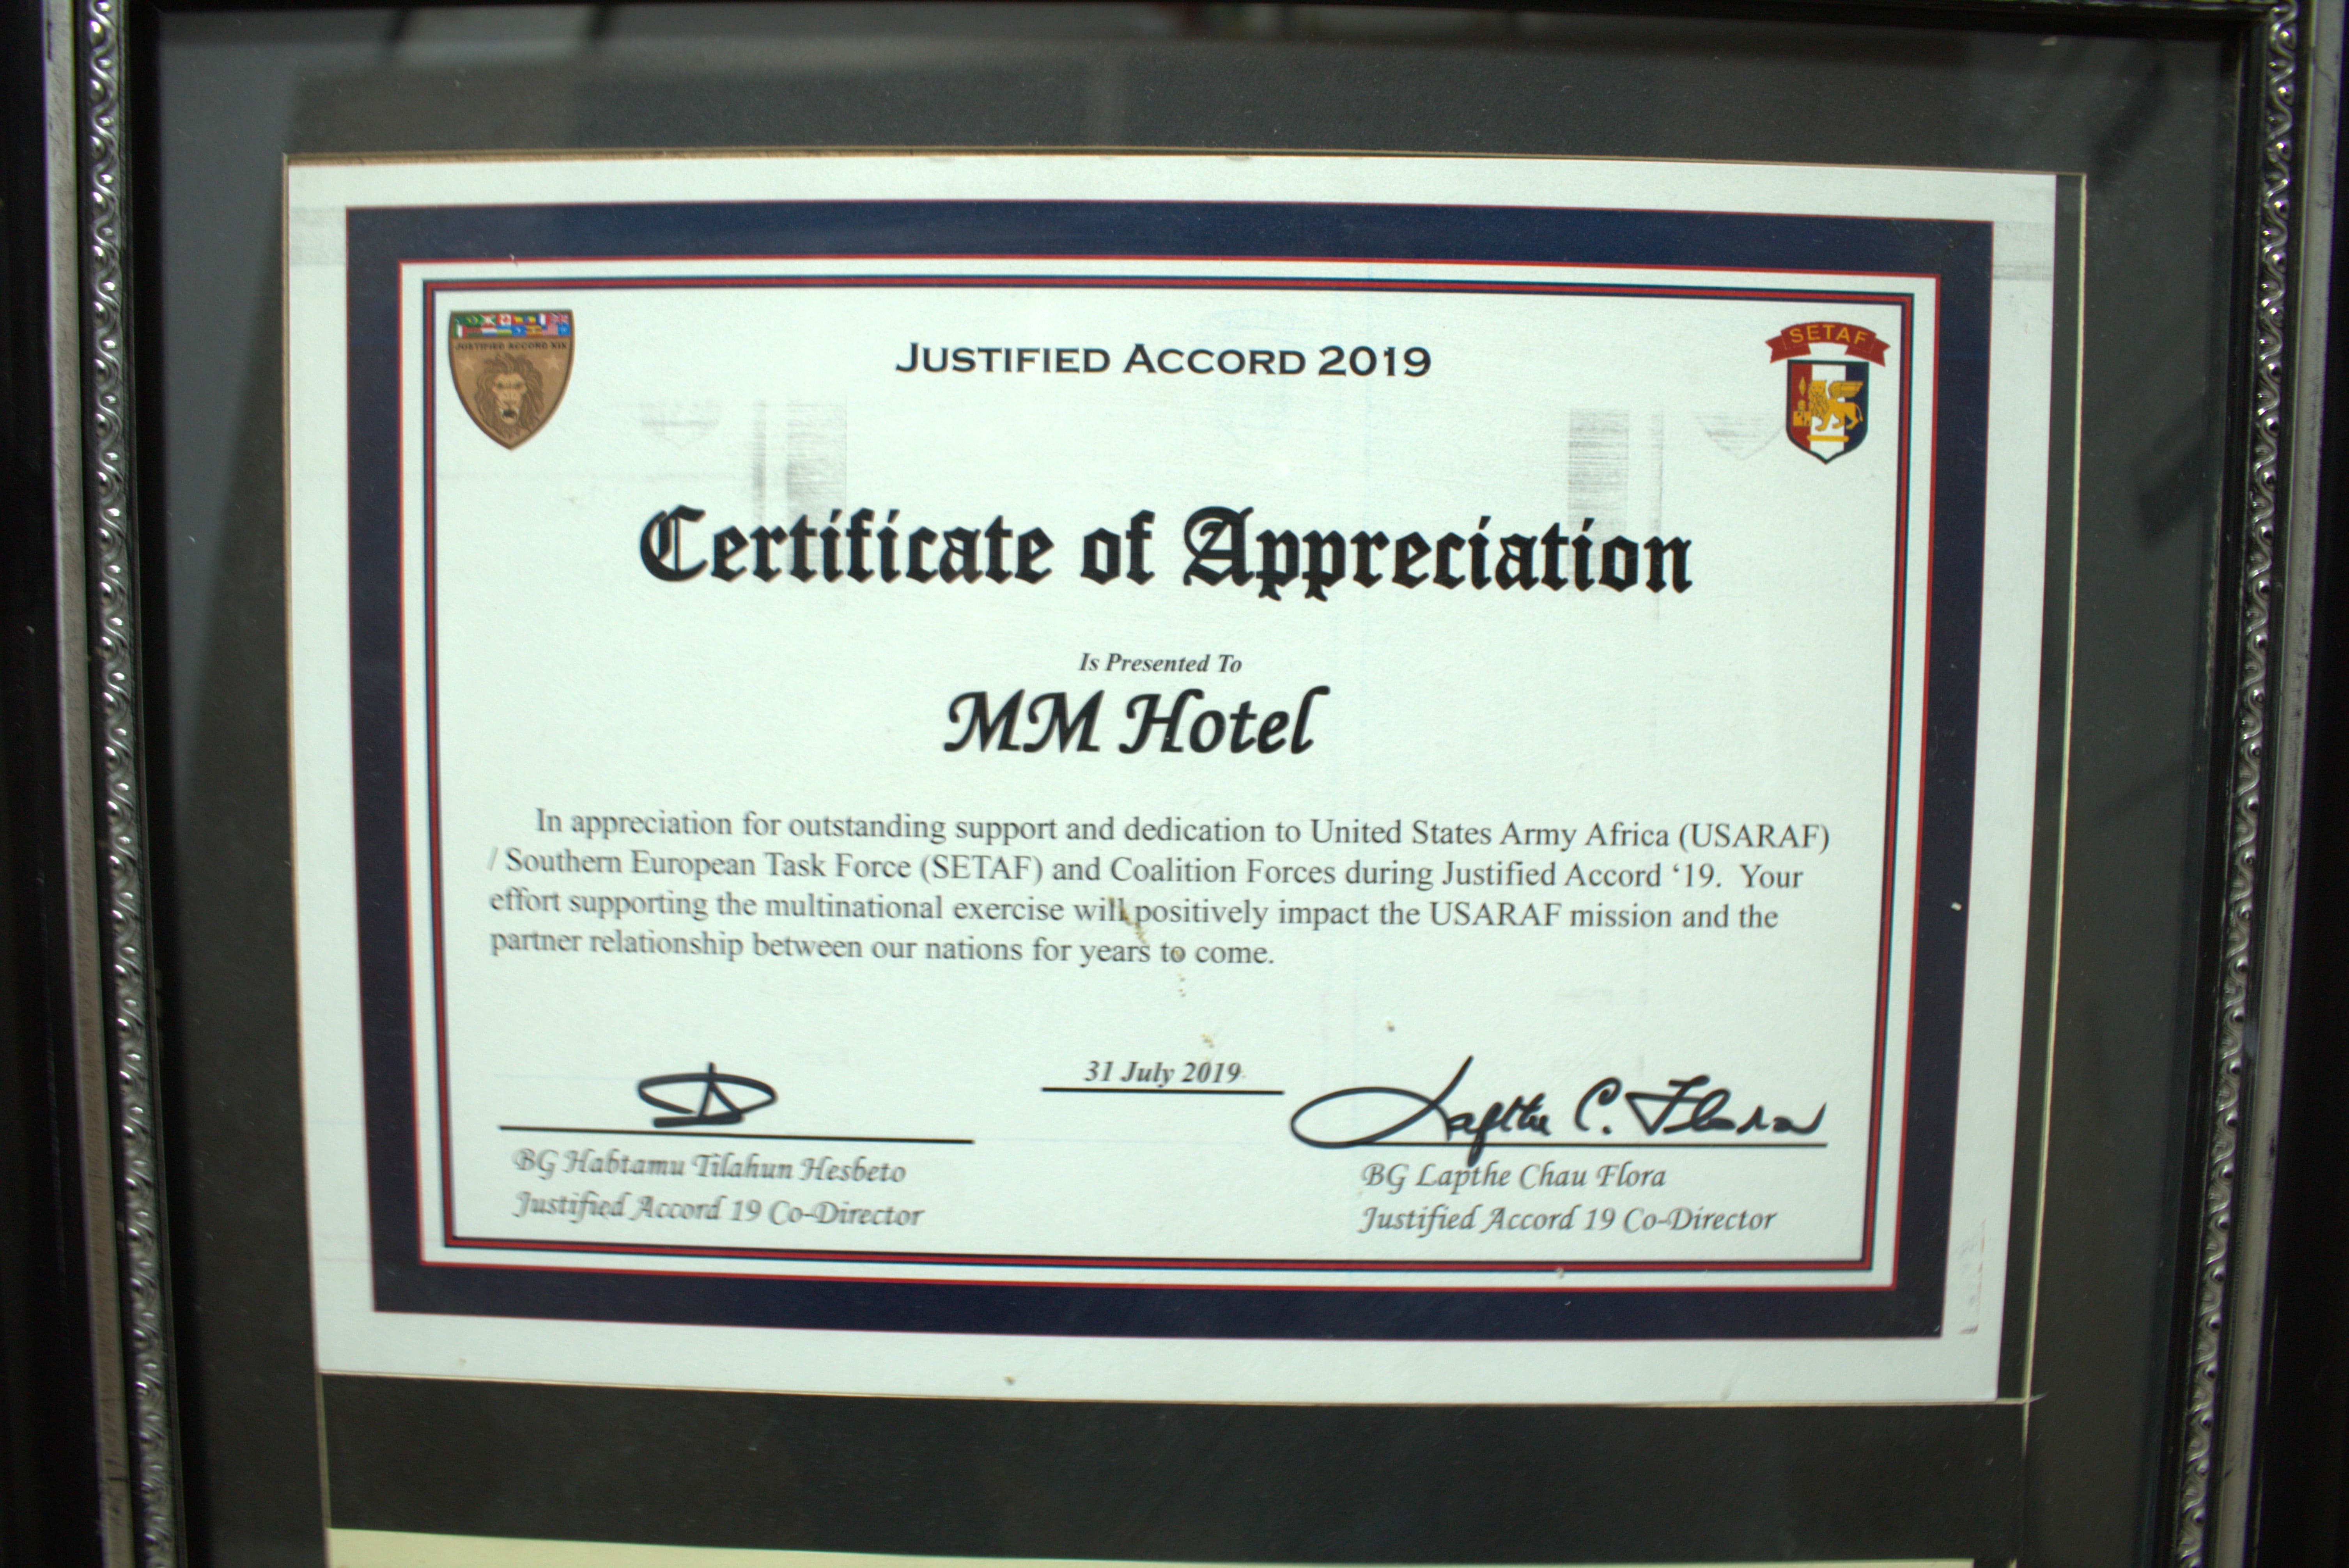 JUSTIFIED ACCORD XIX
SETAF
JUSTIFIED ACCORD 2019
Certificate of Appreciation
Is Presented To
MM Hotel
In appreciation for outstanding support and dedication to United States Army Africa (USARAF)
/ Southern European Task Force (SETAF) and Coalition Forces during Justified Accord ‘19. Your
effort supporting the multinational exercise will positively impact the USARAF mission and the
partner relationship between our nations for years to come.
31 July 2019
Lapthe C. Flora
BG Habtamu Tilahun Hesbeto
Justified Accord 19 Co-Director
BG Lapthe Chau Flora
Justified Accord 19 Co-Director